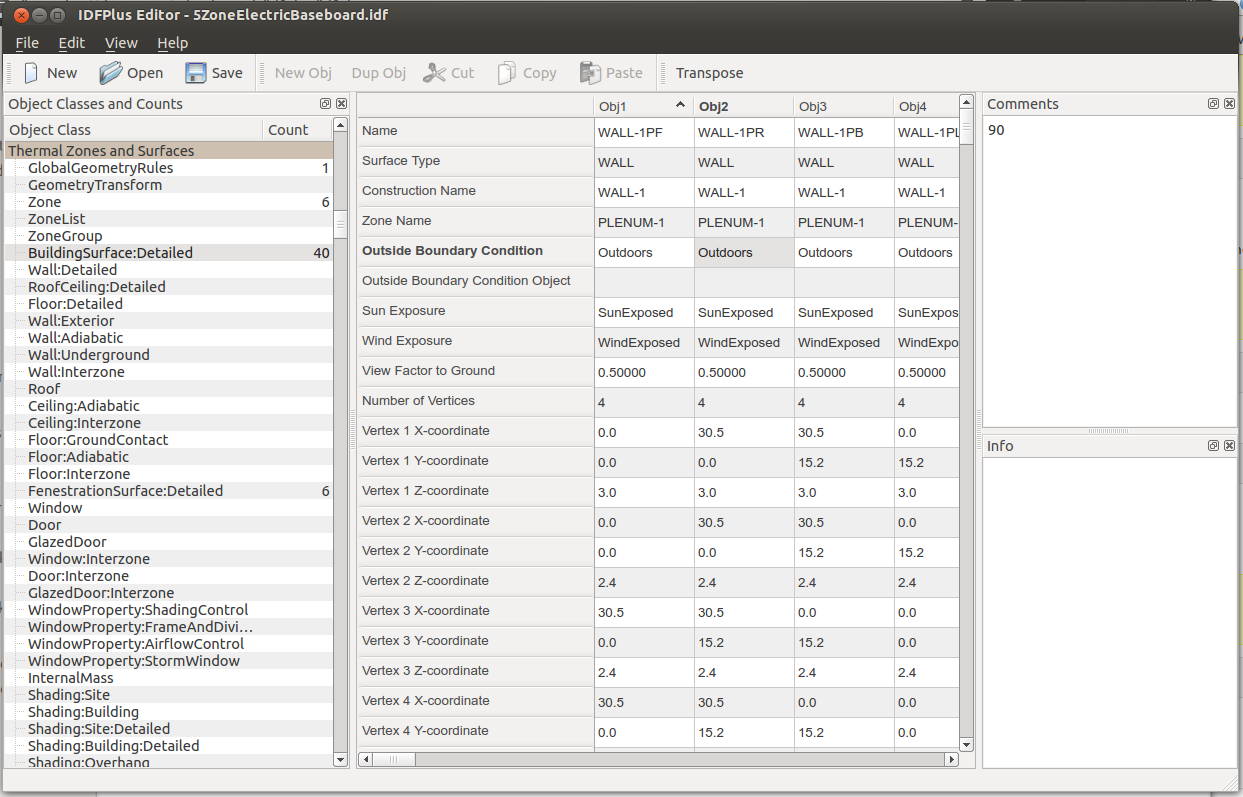 IDFPlus Editor - 5ZoneElectricBaseboard.idf
File Edit View Help
New Open Save New Obj Dup Obj Cut Copy Paste Transpose
Object Classes and Counts
Object Class Count
Thermal Zones and Surfaces
GlobalGeometryRules 1
GeometryTransform
Zone 6
ZoneList
ZoneGroup
BuildingSurface:Detailed 40
Wall:Detailed
RoofCeiling:Detailed
Floor:Detailed
Wall:Exterior
Wall:Adiabatic
Wall:Underground
Wall:Interzone
Roof
Ceiling:Adiabatic
Ceiling:Interzone
Floor:GroundContact
Floor:Adiabatic
Floor:Interzone
FenestrationSurface:Detailed 6
Window
Door
GlazedDoor
Window:Interzone
Door:Interzone
GlazedDoor:Interzone
WindowProperty:ShadingControl
WindowProperty:FrameAndDivi...
WindowProperty:AirflowControl
WindowProperty:StormWindow
InternalMass
Shading:Site
Shading:Building
Shading:Site:Detailed
Shading:Building:Detailed
Shading:Overhang
Obj1 Obj2 Obj3 Obj4
Name WALL-1PF WALL-1PR WALL-1PB WALL-1PL
Surface Type WALL WALL WALL WALL
Construction Name WALL-1 WALL-1 WALL-1 WALL-1
Zone Name PLENUM-1 PLENUM-1 PLENUM-1 PLENUM-
Outside Boundary Condition Outdoors Outdoors Outdoors Outdoors
Outside Boundary Condition Object
Sun Exposure SunExposed SunExposed SunExposed SunExpos
Wind Exposure WindExposed WindExposed WindExposed WindExpo
View Factor to Ground 0.50000 0.50000 0.50000 0.50000
Number of Vertices 4 4 4 4
Vertex 1 X-coordinate 0.0 30.5 30.5 0.0
Vertex 1 Y-coordinate 0.0 0.0 15.2 15.2
Vertex 1 Z-coordinate 3.0 3.0 3.0 3.0
Vertex 2 X-coordinate 0.0 30.5 30.5 0.0
Vertex 2 Y-coordinate 0.0 0.0 15.2 15.2
Vertex 2 Z-coordinate 2.4 2.4 2.4 2.4
Vertex 3 X-coordinate 30.5 30.5 0.0 0.0
Vertex 3 Y-coordinate 0.0 15.2 15.2 0.0
Vertex 3 Z-coordinate 2.4 2.4 2.4 2.4
Vertex 4 X-coordinate 30.5 30.5 0.0 0.0
Vertex 4 Y-coordinate 0.0 15.2 15.2 0.0
Comments
90
Info